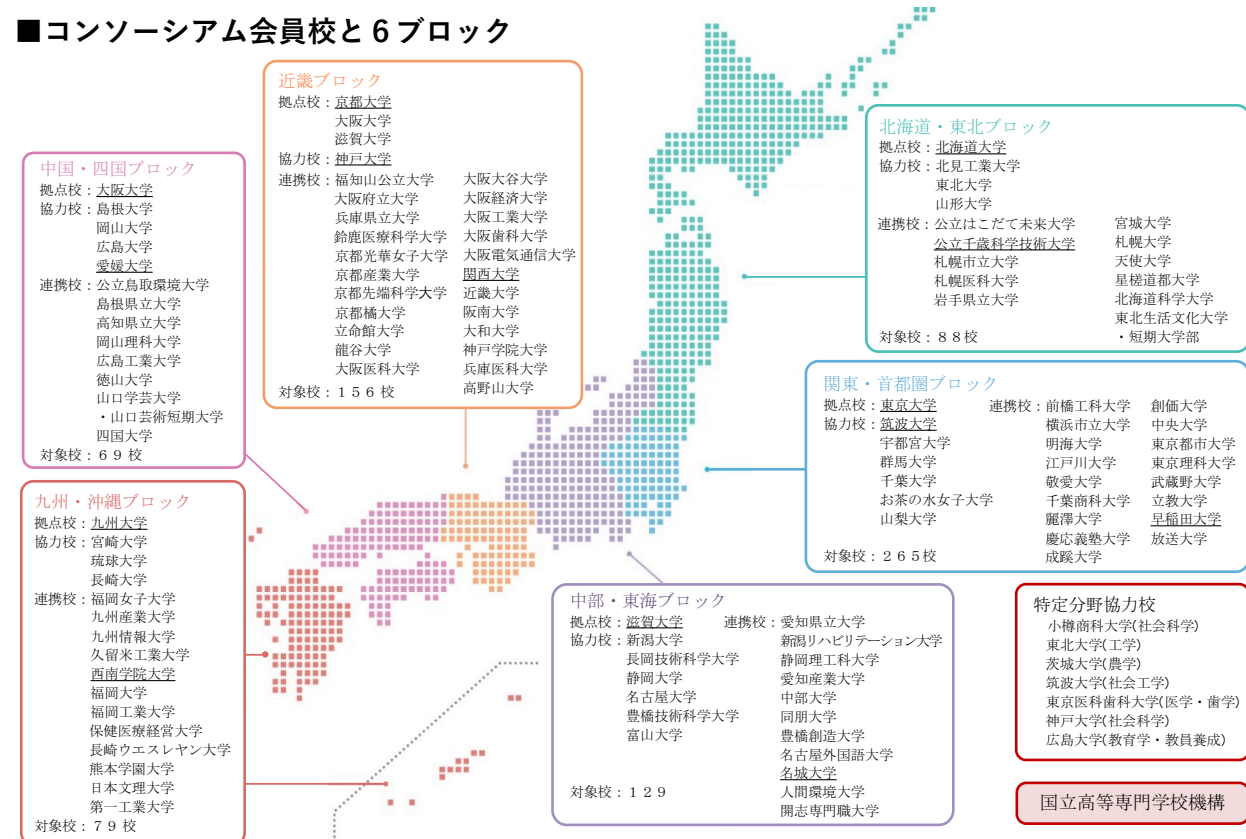 ■コンソーシアム会員校と６ブロック
近畿ブロック
拠点校：京都大学
大阪大学
滋賀大学
協力校：神戸大学
連携校：福知山公立大学
大阪府立大学
兵庫県立大学
鈴鹿医療科学大学
京都光華女子大学
京都産業大学
京都先端科学大学
京都橘大学
立命館大学
龍谷大学
大阪医科大学
大阪大谷大学
大阪経済大学
大阪工業大学
大阪歯科大学
大阪電気通信大学
関西大学
近畿大学
阪南大学
大和大学
神戸学院大学
兵庫医科大学
高野山大学
対象校：１５６校
北海道・東北ブロック
拠点校：北海道大学
協力校：北見工業大学
東北大学
山形大学
連携校：公立はこだて未来大学
公立千歳科学技術大学
札幌市立大学
札幌医科大学
岩手県立大学
宮城大学
札幌大学
天使大学
星槎道都大学
北海道科学大学
東北生活文化大学
・短期大学部
対象校：８８校
中国・四国ブロック
拠点校：大阪大学
協力校：島根大学
岡山大学
広島大学
愛媛大学
連携校：公立鳥取環境大学
島根県立大学
高知県立大学
岡山理科大学
広島工業大学
徳山大学
山口学芸大学
・山口芸術短期大学
四国大学
対象校：６９校
関東・首都圏ブロック
拠点校：東京大学
協力校：筑波大学
宇都宮大学
群馬大学
千葉大学
お茶の水女子大学
山梨大学
連携校：前橋工科大学
横浜市立大学
明海大学
江戸川大学
敬愛大学
千葉商科大学
麗澤大学
慶応義塾大学
成蹊大学
創価大学
中央大学
東京都市大学
東京理科大学
武蔵野大学
立教大学
早稲田大学
放送大学
対象校：２６５校
九州・沖縄ブロック
拠点校：九州大学
協力校：宮崎大学
琉球大学
長崎大学
連携校：福岡女子大学
九州産業大学
九州情報大学
久留米工業大学
西南学院大学
福岡大学
福岡工業大学
保健医療経営大学
長崎ウエスレヤン大学
熊本学園大学
日本文理大学
第一工業大学
対象校：７９校
中部・東海ブロック
拠点校：滋賀大学
協力校：新潟大学
長岡技術科学大学
静岡大学
名古屋大学
豊橋技術科学大学
富山大学
連携校：愛知県立大学
新潟リハビリテーション大学
静岡理工科大学
愛知産業大学
中部大学
同朋大学
豊橋創造大学
名古屋外国語大学
名城大学
人間環境大学
開志専門職大学
対象校：１２９
特定分野協力校
小樽商科大学(社会科学)
東北大学(工学)
茨城大学(農学)
筑波大学(社会工学)
東京医科歯科大学(医学・歯学)
神戸大学(社会科学)
広島大学(教育学・教員養成)
国立高等専門学校機構